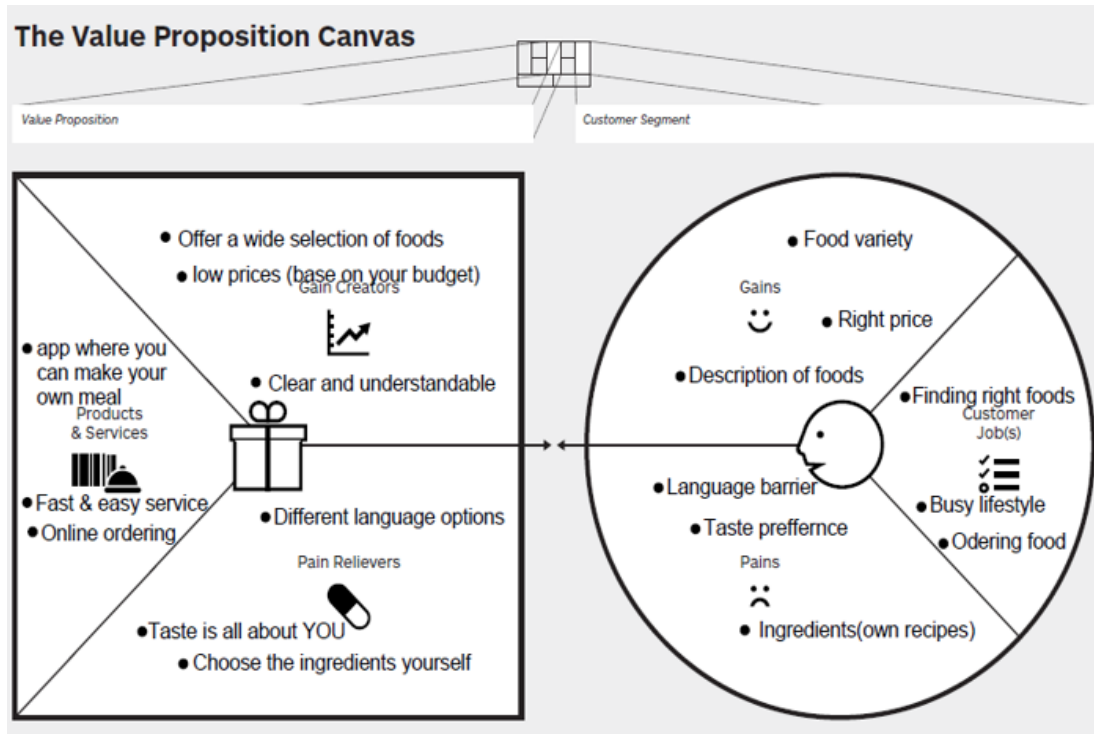 The Value Proposition Canvas
Value Proposition
Customer Segment
● Offer a wide selection of foods
● low prices (base on your budget)
Gain Creators
● Clear and understandable
● app where you
can make your
own meal
Products
& Services
● Fast & easy service
● Online ordering
● Different language options
Pain Relievers
● Taste is all about YOU
● Choose the ingredients yourself
● Food variety
Gains
● Right price
● Description of foods
● Finding right foods
Customer
Job(s)
● Busy lifestyle
● Odering food
● Language barrier
● Taste preffernce
Pains
● Ingredients(own recipes)